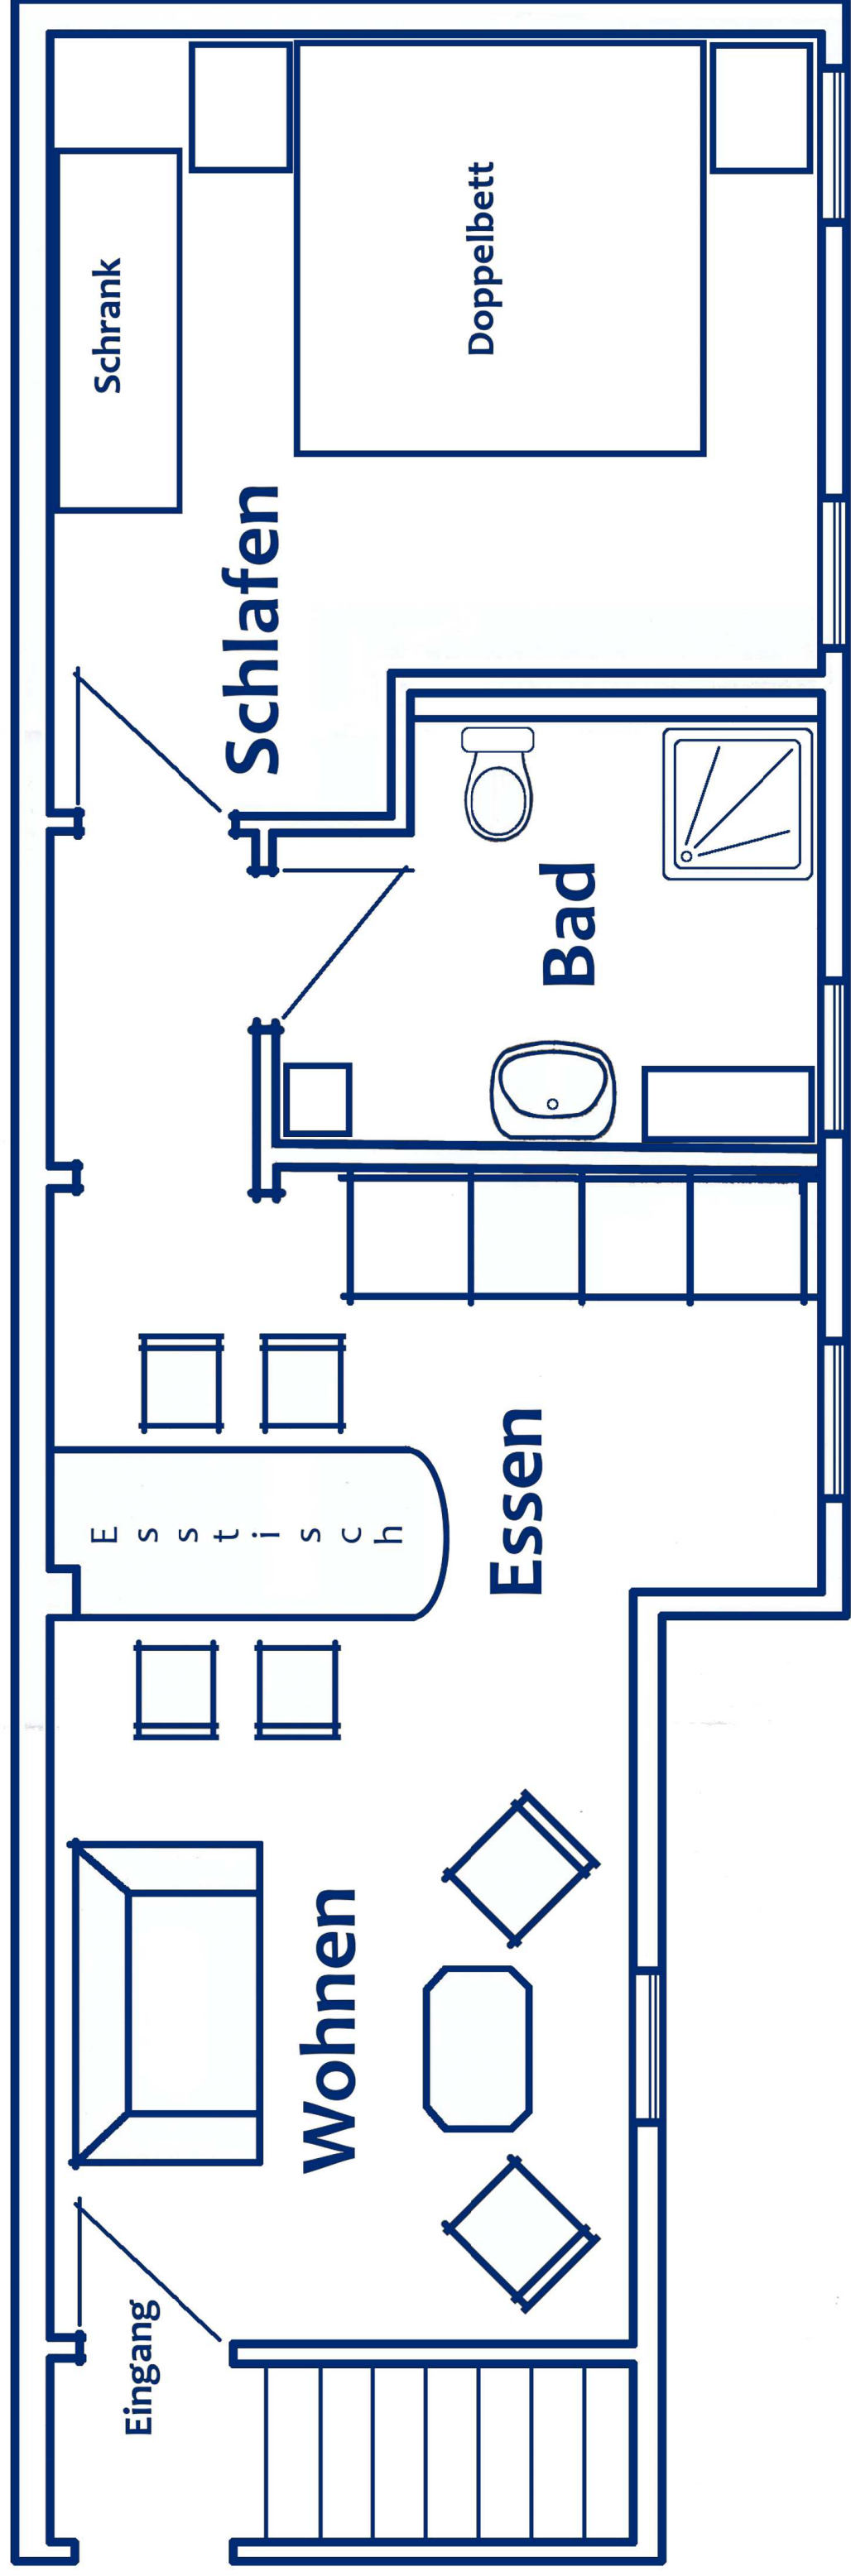 Schrank
Doppelbett
Schlafen
Bad
Essen
Esstisch
Wohnen
Eingang